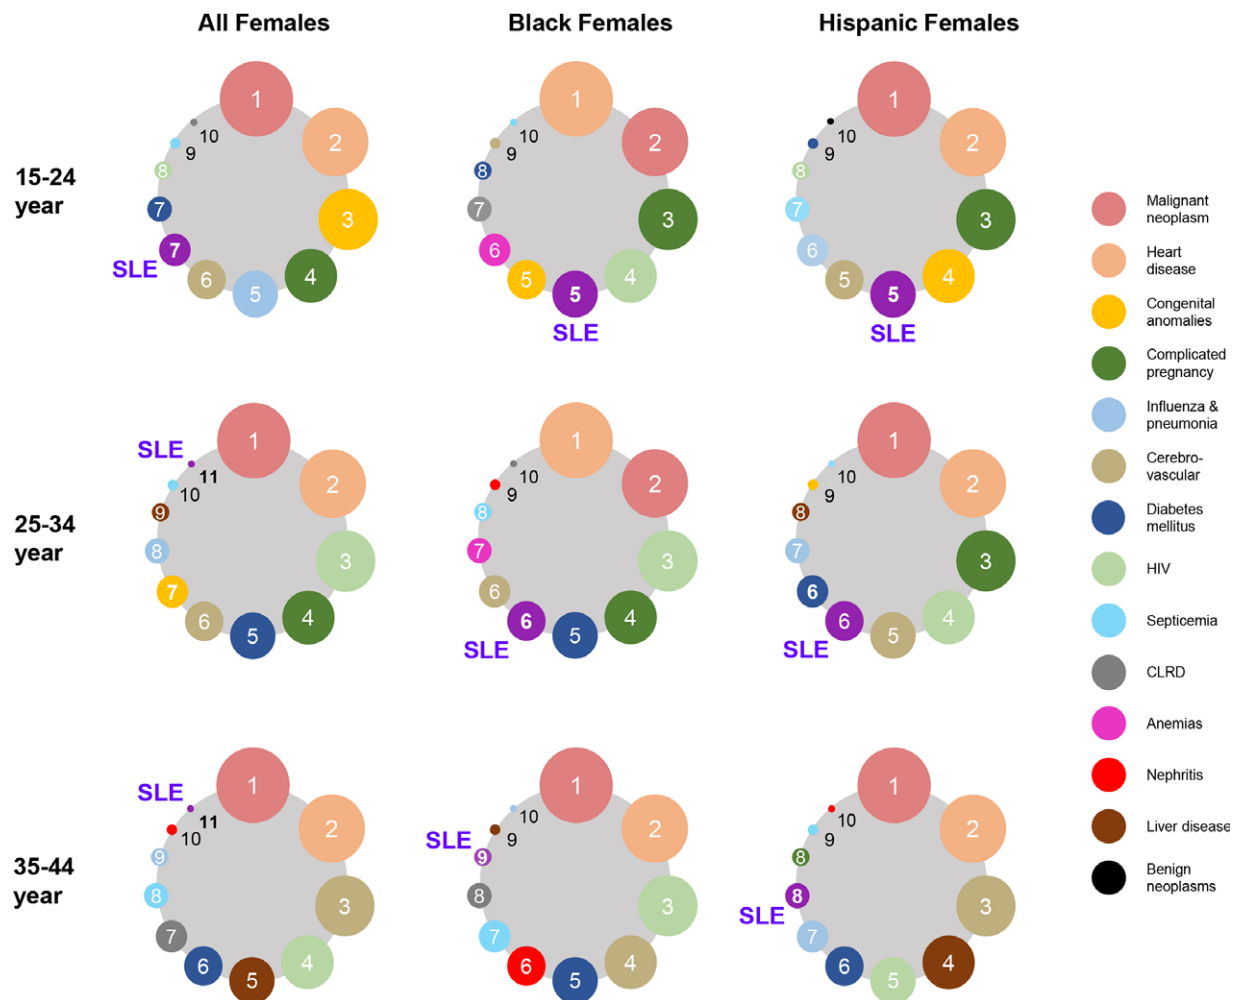 All Females
Black Females
Hispanic Females
15-24
year
1
2
3
4
5
6
7
SLE
7
8
9
10
1
2
3
4
5
SLE
5
6
7
8
9
10
1
2
3
4
5
SLE
5
6
7
8
9
10
25-34
year
1
2
3
4
5
6
7
8
9
10
11
SLE
1
2
3
4
5
6
SLE
6
7
8
9
10
1
2
3
4
5
6
SLE
6
7
8
9
10
35-44
year
1
2
3
4
5
6
7
8
9
10
11
SLE
1
2
3
4
5
6
7
8
9
SLE
9
10
1
2
3
4
5
6
7
8
SLE
8
9
10
Malignant
neoplasm
Heart
disease
Congenital
anomalies
Complicated
pregnancy
Influenza &
pneumonia
Cerebro-
vascular
Diabetes
mellitus
HIV
Septicemia
CLRD
Anemias
Nephritis
Liver disease
Benign
neoplasms